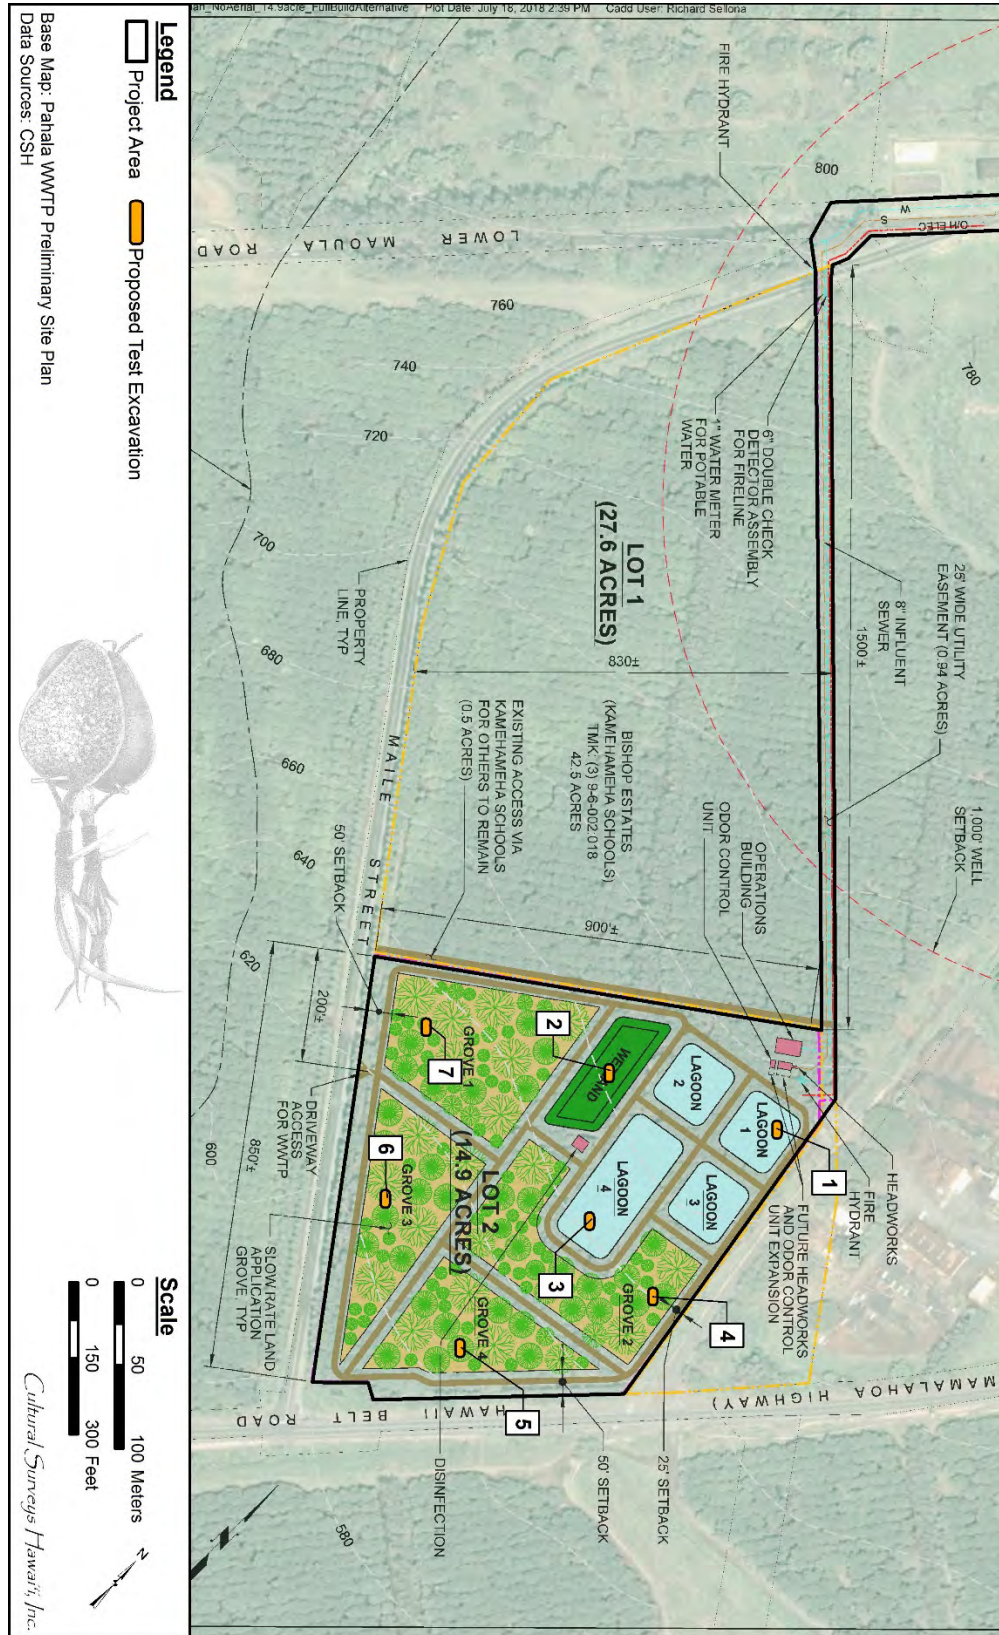 an_NoAerial_14.9acre_FullBuildAlternative Plot Date: July 18, 2018 2:39 PM Cadd User: Richard Sellona
FIRE HYDRANT
800
W
S
O/H ELEC
LOWER MAOULA ROAD
760
740
720
700
680
660
640
620
600
580
780
6" DOUBLE CHECK
DETECTOR ASSEMBLY
FOR FIRELINE
1" WATER METER
FOR POTABLE
WATER
LOT 1
(27.6 ACRES)
25' WIDE UTILITY
EASEMENT (0.94 ACRES)
1500±
8" INFLUENT
SEWER
830±
1,000' WELL
SETBACK
PROPERTY
LINE, TYP
MAILE STREET
BISHOP ESTATES
(KAMEHAMEHA SCHOOLS)
TMK: (3) 9-6-002:018
42.5 ACRES
EXISTING ACCESS VIA
KAMEHAMEHA SCHOOLS
FOR OTHERS TO REMAIN
(0.5 ACRES)
OPERATIONS
BUILDING
ODOR CONTROL
UNIT
900'±
50' SETBACK
200'±
850'±
DRIVEWAY
ACCESS
FOR WWTP
SLOW RATE LAND
APPLICATION
GROVE, TYP
HEADWORKS
FIRE
HYDRANT
FUTURE HEADWORKS
AND ODOR CONTROL
UNIT EXPANSION
LAGOON
1
LAGOON
2
LAGOON
3
LAGOON
4
WETLAND
GROVE 1
GROVE 2
GROVE 3
GROVE 4
LOT 2
(14.9 ACRES)
1
2
3
4
5
6
7
HAWAII BELT ROAD
MAMALAHOA HIGHWAY)
25' SETBACK
50' SETBACK
DISINFECTION
Legend
Project Area
Proposed Test Excavation
Base Map: Pahala WWTP Preliminary Site Plan
Data Sources: CSH
Scale
0 50 100 Meters
0 150 300 Feet
N
Cultural Surveys Hawai'i, Inc.